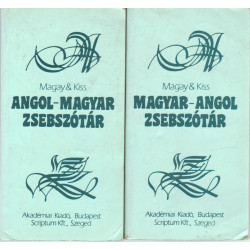 Magay & Kiss
ANGOL-MAGYAR
ZSEBSZÓTÁR
Akadémiai Kiadó, Budapest
Scriptum Kft., Szeged
Magay & Kiss
MAGYAR-ANGOL
ZSEBSZÓTÁR
Akadémiai Kiadó, Budapest
Scriptum Kft., Szeged